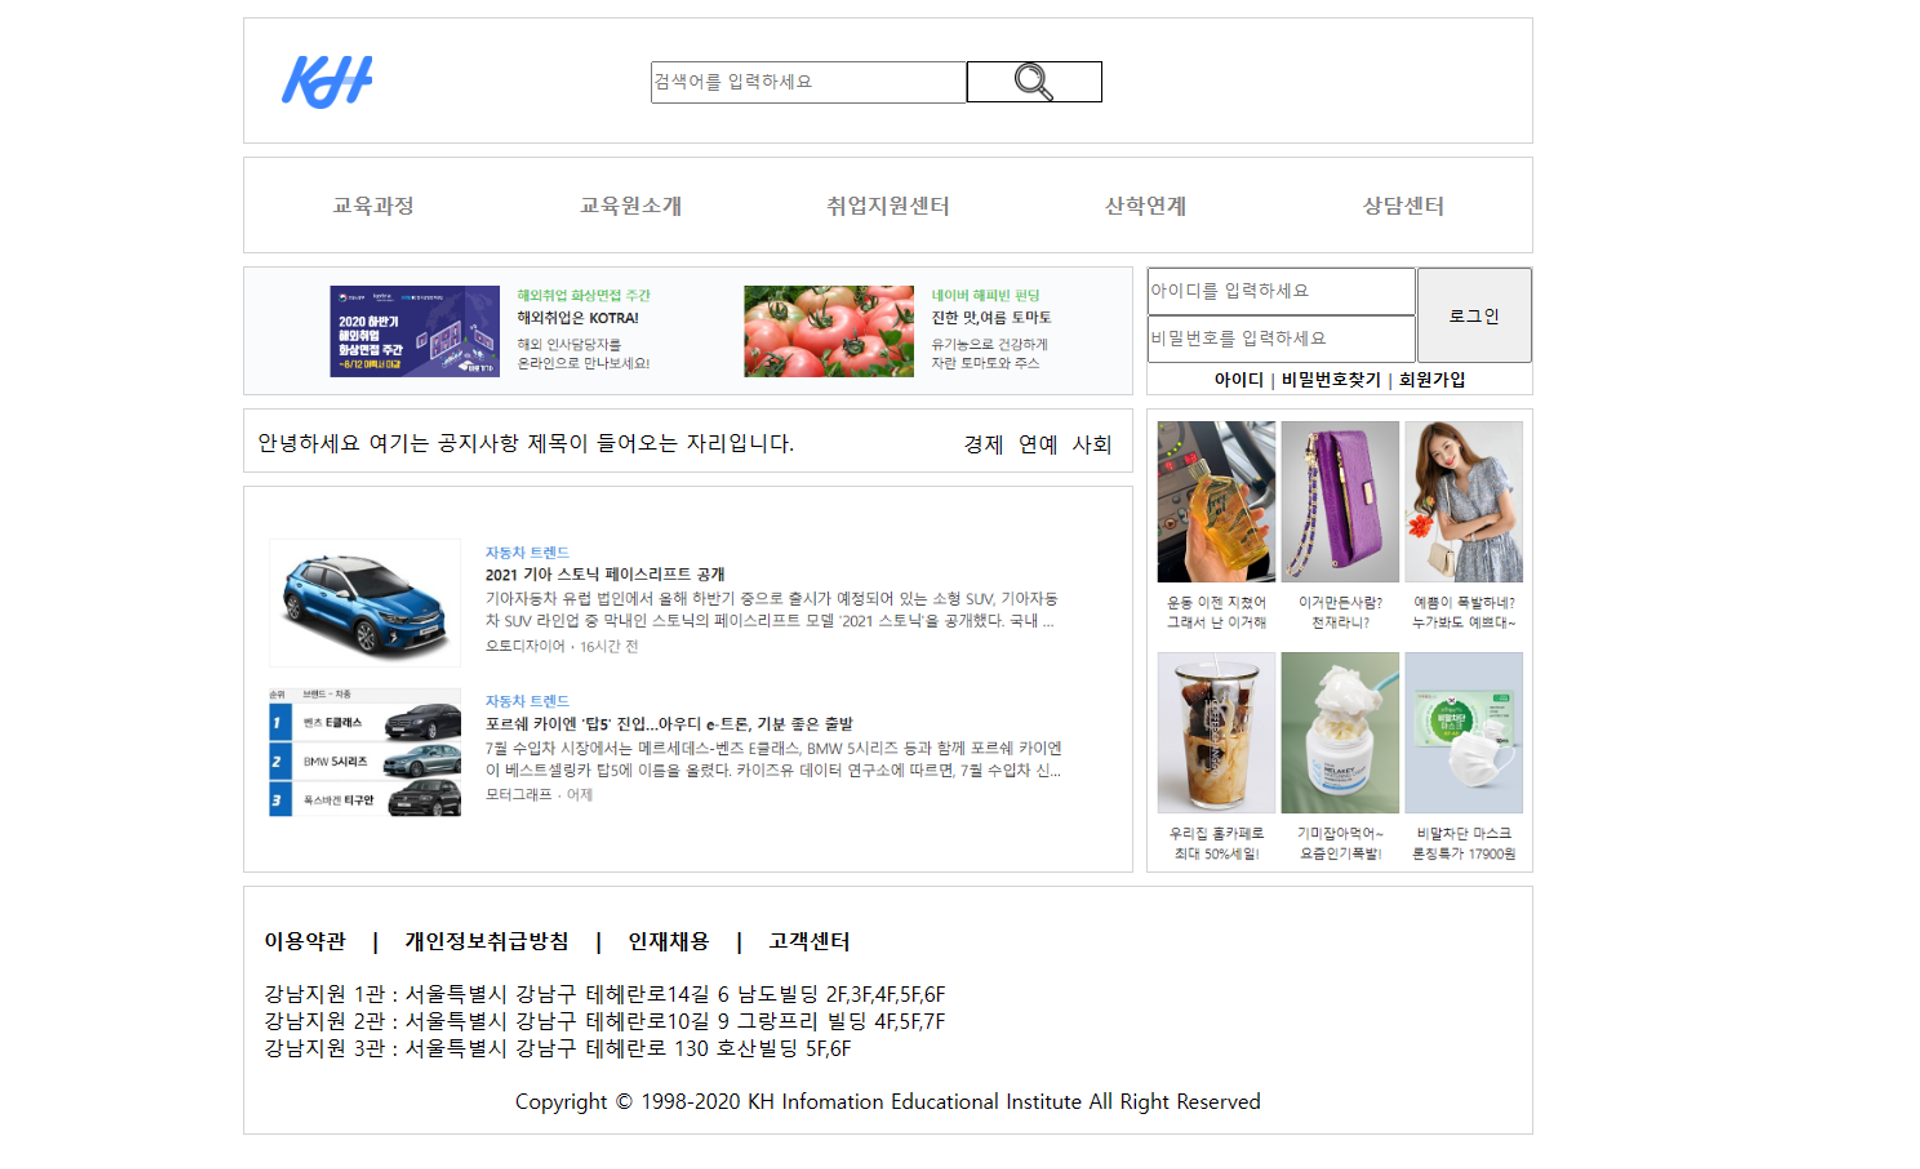 KH
검색어를 입력하세요
교육과정 교육원소개 취업지원센터 산학연계 상담센터
2020 하반기
해외취업
화상면접 주간
~8/12 이력서 마감
해외취업 화상면접 주간
해외취업은 KOTRA!
해외 인사담당자를
온라인으로 만나보세요!
네이버 해피빈 펀딩
진한 맛,여름 토마토
유기농으로 건강하게
자란 토마토와 주스
아이디를 입력하세요
비밀번호를 입력하세요
로그인
아이디 | 비밀번호찾기 | 회원가입
안녕하세요 여기는 공지사항 제목이 들어오는 자리입니다.
경제 연예 사회
자동차 트렌드
2021 기아 스토닉 페이스리프트 공개
기아자동차 유럽 법인에서 올해 하반기 중으로 출시가 예정되어 있는 소형 SUV, 기아자동
차 SUV 라인업 중 막내인 스토닉의 페이스리프트 모델 '2021 스토닉'을 공개했다. 국내 ...
오토디자이어 · 16시간 전
순위 브랜드 - 차종
1 벤츠 E클래스
2 BMW 5시리즈
3 폭스바겐 티구안
자동차 트렌드
포르쉐 카이엔 '탑5' 진입...아우디 e-트론, 기분 좋은 출발
7월 수입차 시장에서는 메르세데스-벤츠 E클래스, BMW 5시리즈 등과 함께 포르쉐 카이엔
이 베스트셀링카 탑5에 이름을 올렸다. 카이즈유 데이터 연구소에 따르면, 7월 수입차 신...
모터그래프 · 어제
운동 이젠 지쳤어
그래서 난 이거해
이거만든사람?
천재라니?
예쁨이 폭발하네?
누가봐도 예쁘대~
비말차단
마스크
우리집 홈카페로
최대 50%세일!
기미잡아먹어~
요즘인기폭발!
비말차단 마스크
론칭특가 17900원
이용약관 | 개인정보취급방침 | 인재채용 | 고객센터
강남지원 1관 : 서울특별시 강남구 테헤란로14길 6 남도빌딩 2F,3F,4F,5F,6F
강남지원 2관 : 서울특별시 강남구 테헤란로10길 9 그랑프리 빌딩 4F,5F,7F
강남지원 3관 : 서울특별시 강남구 테헤란로 130 호산빌딩 5F,6F
Copyright © 1998-2020 KH Infomation Educational Institute All Right Reserved